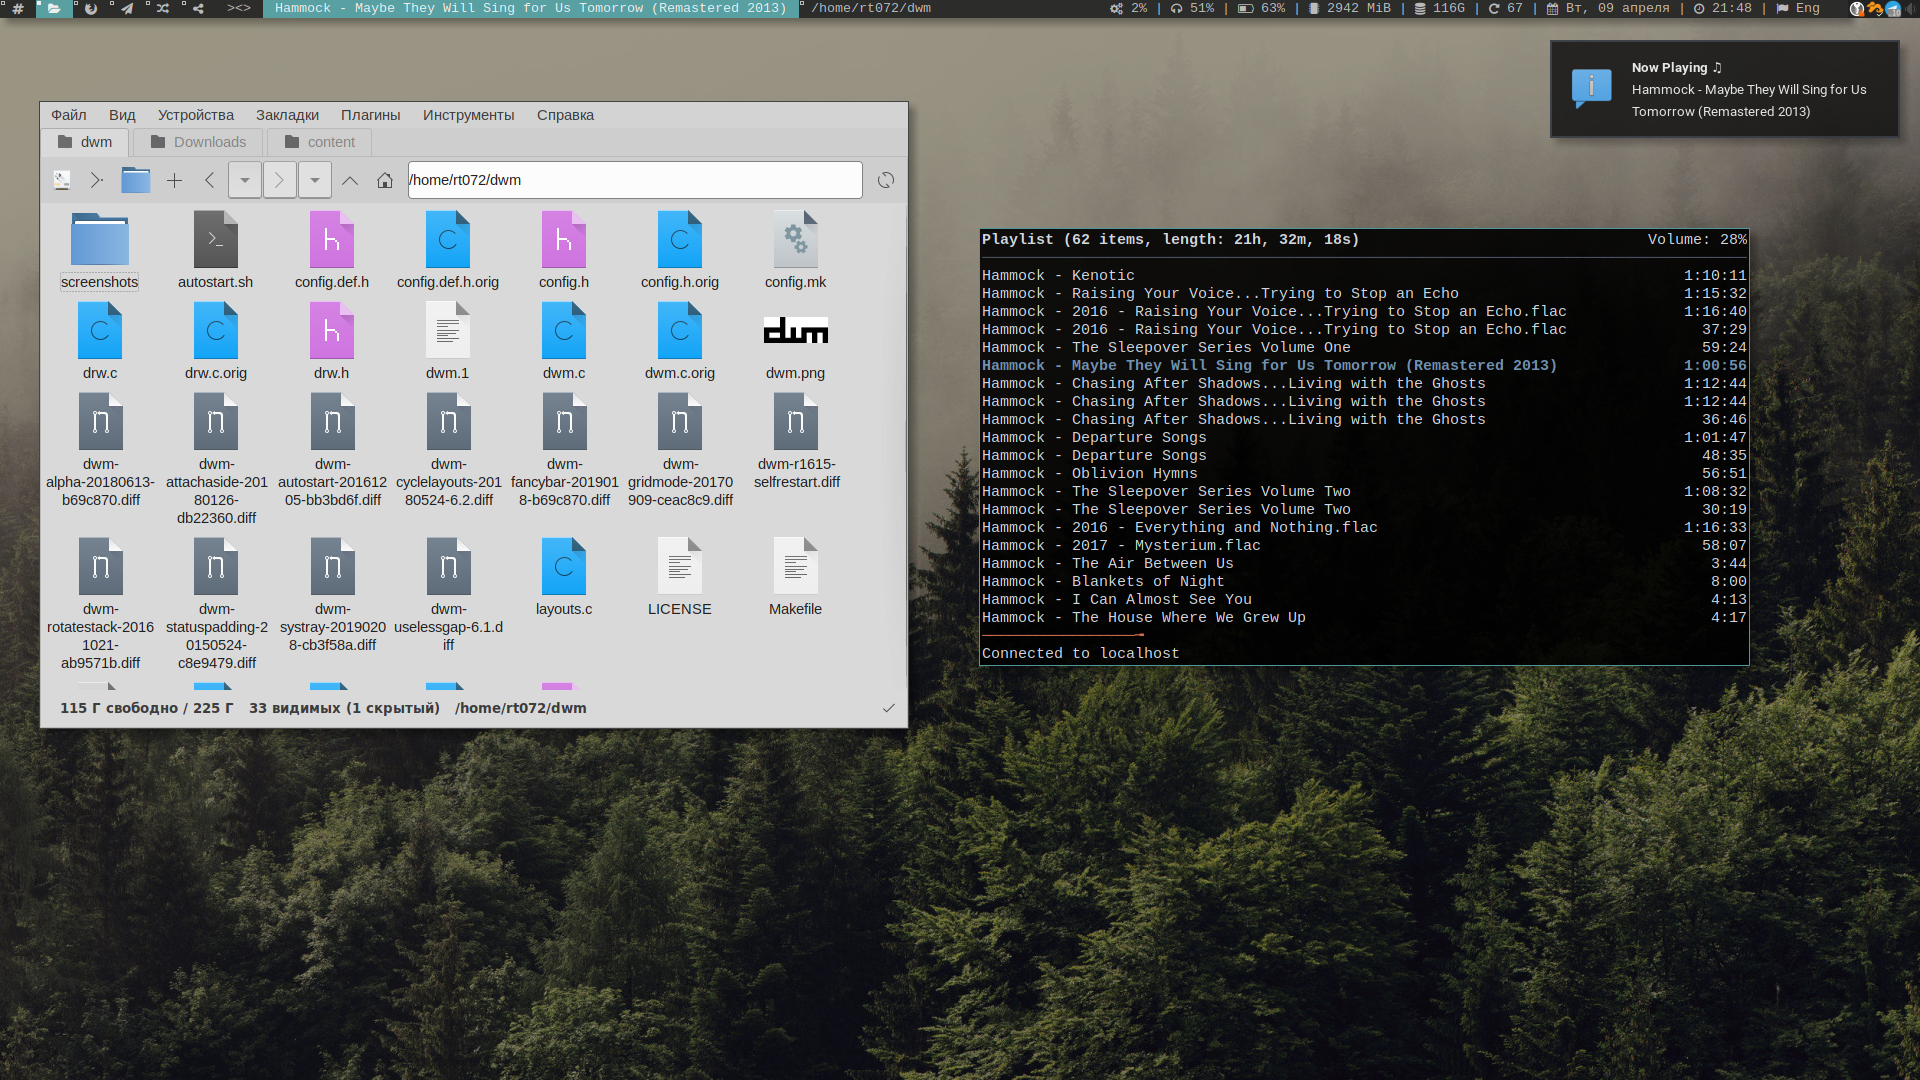 ><> Hammock - Maybe They Will Sing for Us Tomorrow (Remastered 2013) /home/rt072/dwm 2% | 51% | 63% | 2942 MiB | 116G | 67 | Вт, 09 апреля | 21:48 | Eng
Now Playing ♫
Hammock - Maybe They Will Sing for Us
Tomorrow (Remastered 2013)
Файл Вид Устройства Закладки Плагины Инструменты Справка
dwm Downloads content
/home/rt072/dwm
screenshots autostart.sh config.def.h config.def.h.orig config.h config.h.orig config.mk
drw.c drw.c.orig drw.h dwm.1 dwm.c dwm.c.orig dwm.png
dwm-alpha-20180613-b69c870.diff
dwm-attachaside-20180126-db22360.diff
dwm-autostart-20161205-bb3bd6f.diff
dwm-cyclelayouts-20180524-6.2.diff
dwm-fancybar-2019018-b69c870.diff
dwm-gridmode-20170909-ceac8c9.diff
dwm-r1615-selfrestart.diff
dwm-rotatestack-20161021-ab9571b.diff
dwm-statuspadding-20150524-c8e9479.diff
dwm-systray-20190208-cb3f58a.diff
dwm-uselessgap-6.1.diff
layouts.c LICENSE Makefile
115 Г свободно / 225 Г 33 видимых (1 скрытый) /home/rt072/dwm
Playlist (62 items, length: 21h, 32m, 18s) Volume: 28%
Hammock - Kenotic 1:10:11
Hammock - Raising Your Voice...Trying to Stop an Echo 1:15:32
Hammock - 2016 - Raising Your Voice...Trying to Stop an Echo.flac 1:16:40
Hammock - 2016 - Raising Your Voice...Trying to Stop an Echo.flac 37:29
Hammock - The Sleepover Series Volume One 59:24
Hammock - Maybe They Will Sing for Us Tomorrow (Remastered 2013) 1:00:56
Hammock - Chasing After Shadows...Living with the Ghosts 1:12:44
Hammock - Chasing After Shadows...Living with the Ghosts 1:12:44
Hammock - Chasing After Shadows...Living with the Ghosts 36:46
Hammock - Departure Songs 1:01:47
Hammock - Departure Songs 48:35
Hammock - Oblivion Hymns 56:51
Hammock - The Sleepover Series Volume Two 1:08:32
Hammock - The Sleepover Series Volume Two 30:19
Hammock - 2016 - Everything and Nothing.flac 1:16:33
Hammock - 2017 - Mysterium.flac 58:07
Hammock - The Air Between Us 3:44
Hammock - Blankets of Night 8:00
Hammock - I Can Almost See You 4:13
Hammock - The House Where We Grew Up 4:17
Connected to localhost